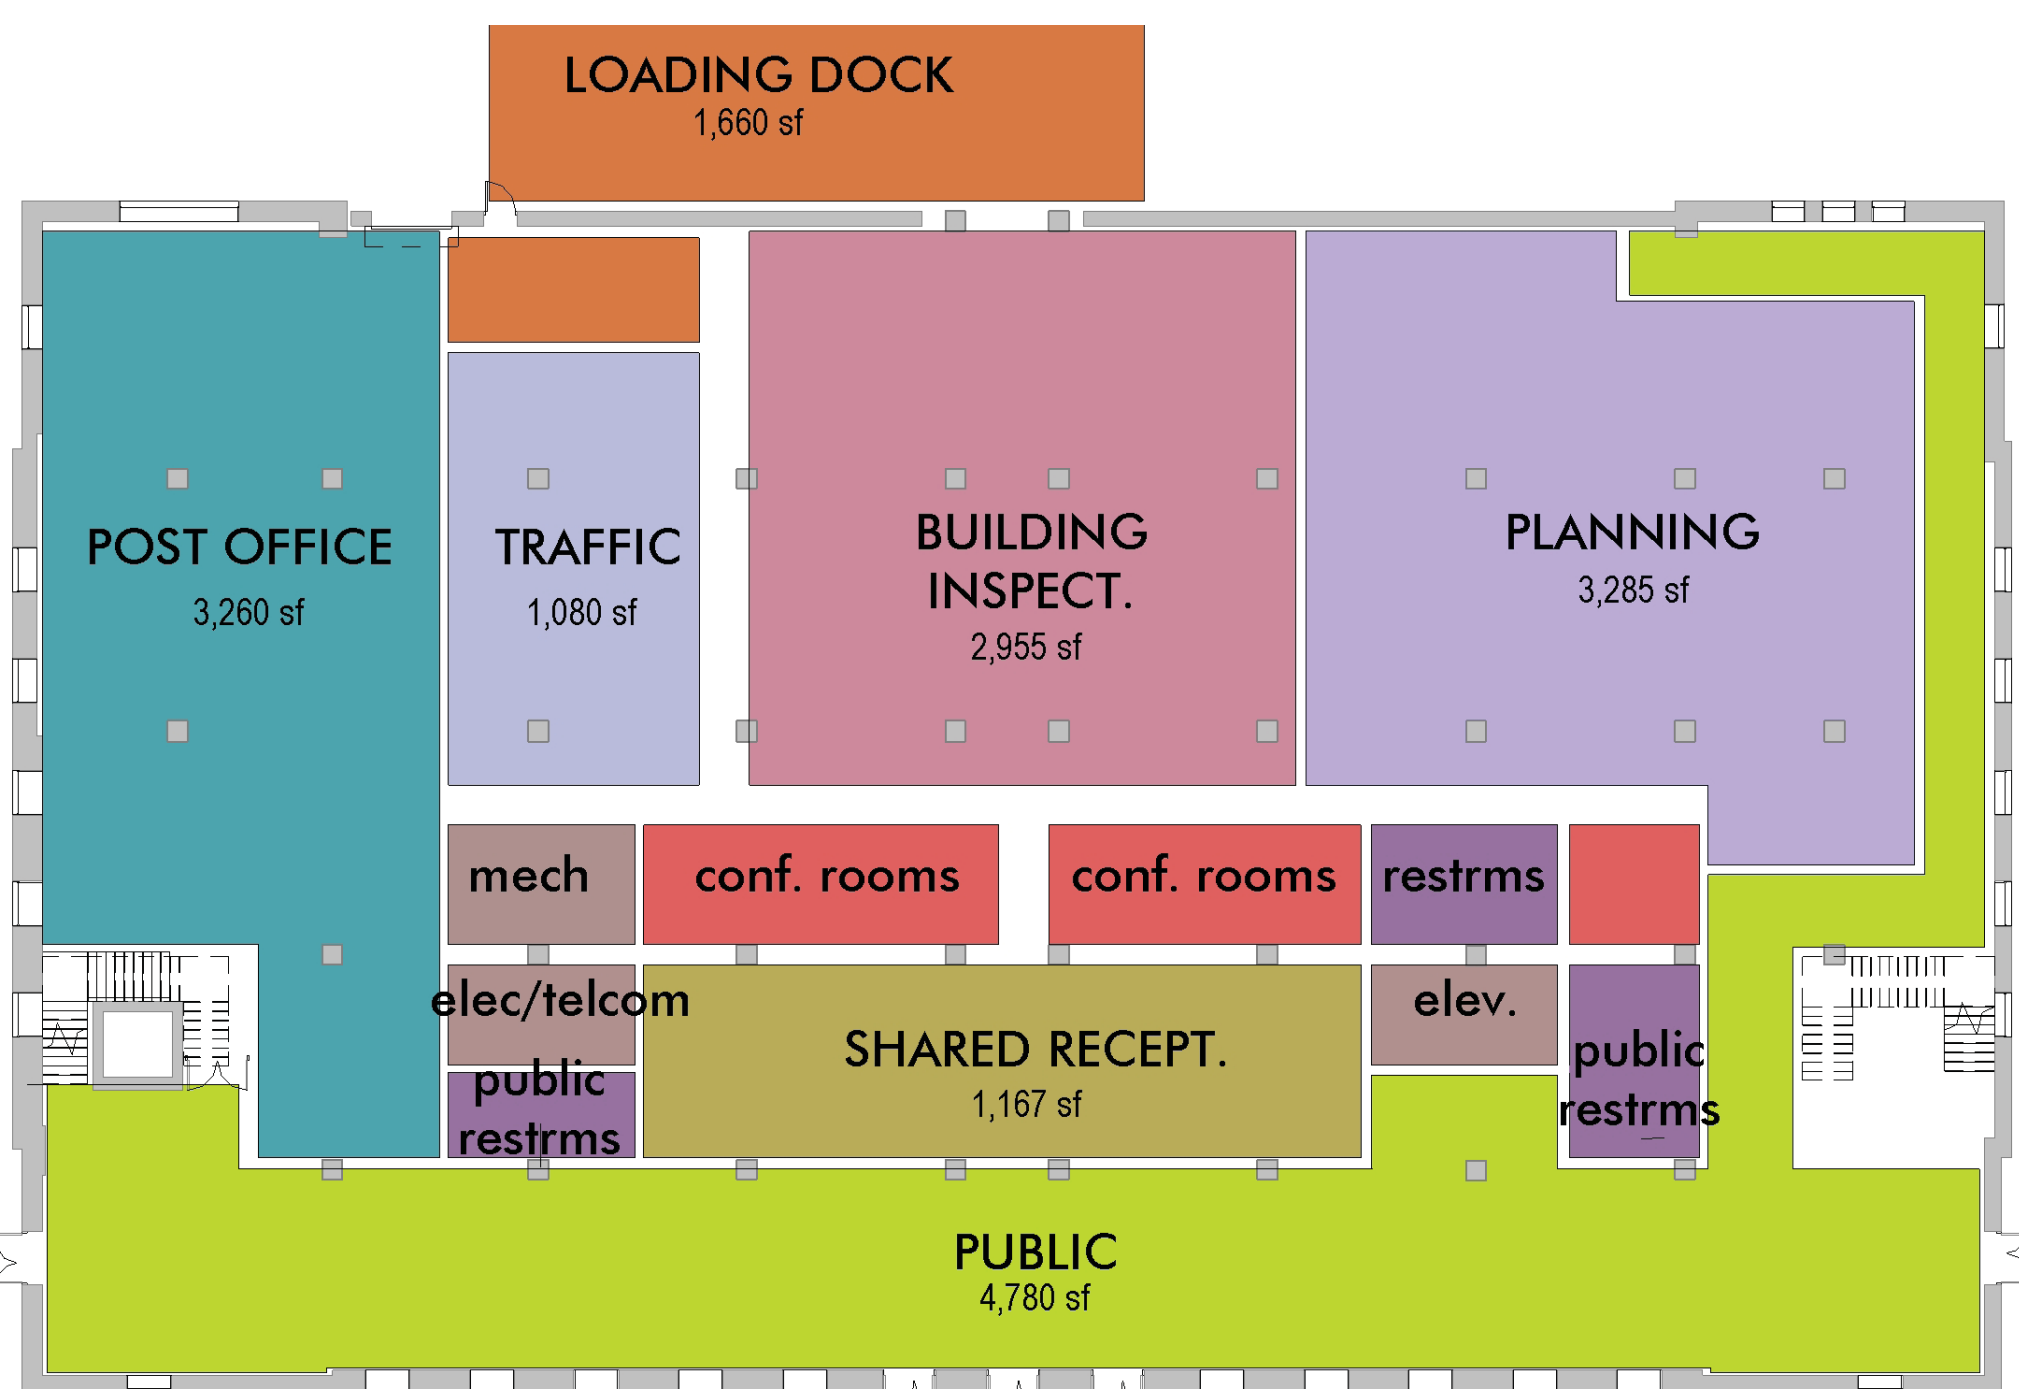 LOADING DOCK
1,660 sf
POST OFFICE
3,260 sf
TRAFFIC
1,080 sf
BUILDING
INSPECT.
2,955 sf
PLANNING
3,285 sf
mech
conf. rooms
conf. rooms
restrms
elec/telcom
public
restrms
SHARED RECEPT.
1,167 sf
elev.
public
restrms
PUBLIC
4,780 sf